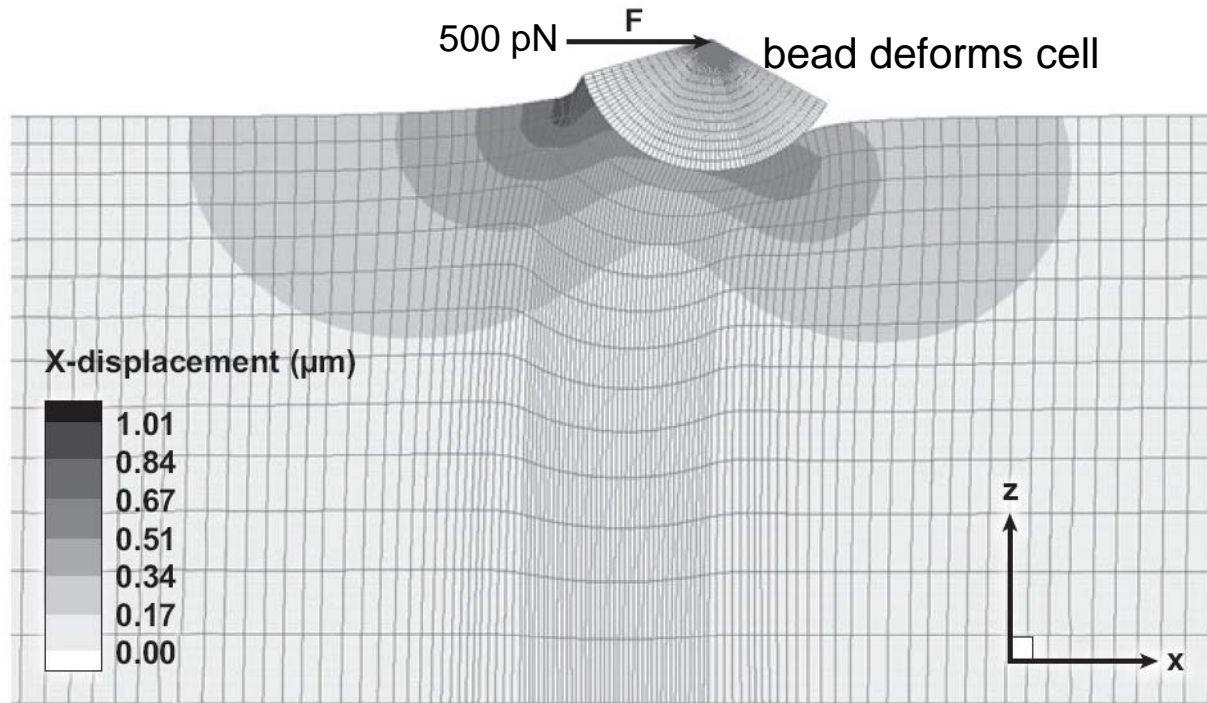 F
500 pN
bead deforms cell
X-displacement (μm)
1.01
0.84
0.67
0.51
0.34
0.17
0.00
z
x